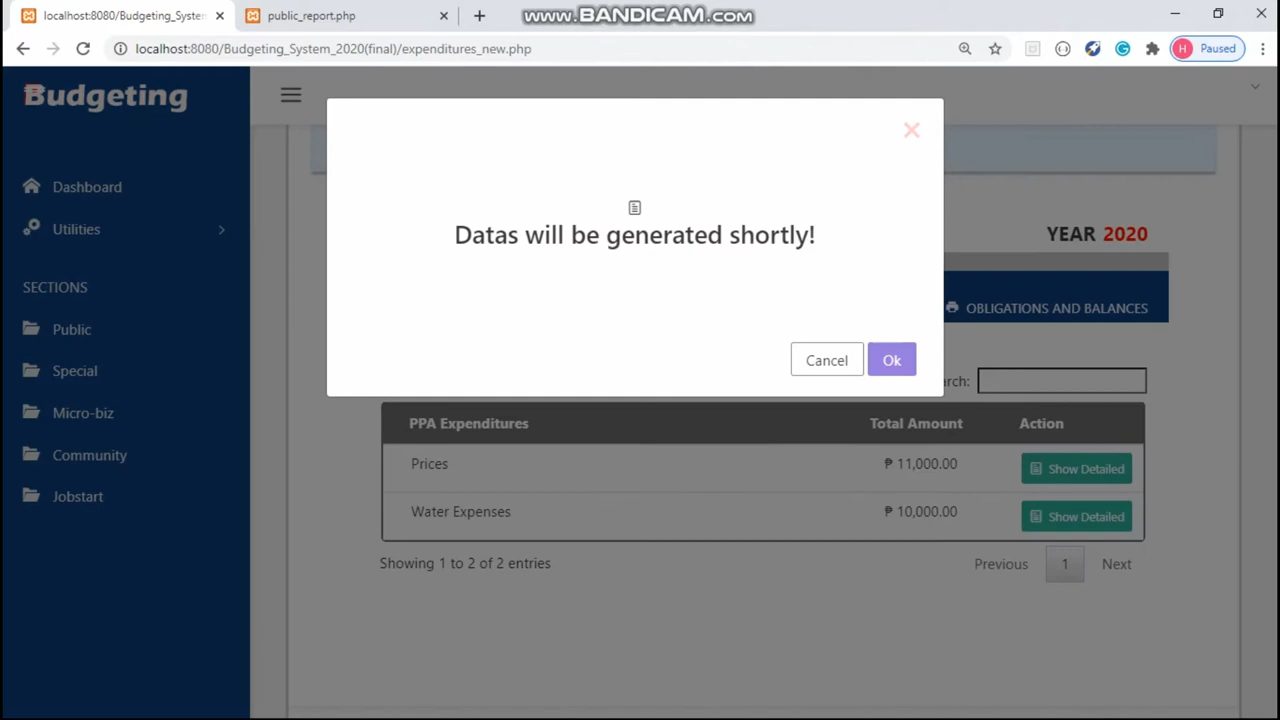 localhost:8080/Budgeting_System
public_report.php
www.BANDICAM.com
localhost:8080/Budgeting_System_2020(final)/expenditures_new.php
H Paused
Budgeting
Dashboard
Utilities
SECTIONS
Public
Special
Micro-biz
Community
Jobstart
Datas will be generated shortly!
Cancel
Ok
YEAR 2020
OBLIGATIONS AND BALANCES
arch:
PPA Expenditures Total Amount Action
Prices ₱ 11,000.00 Show Detailed
Water Expenses ₱ 10,000.00 Show Detailed
Showing 1 to 2 of 2 entries
Previous 1 Next